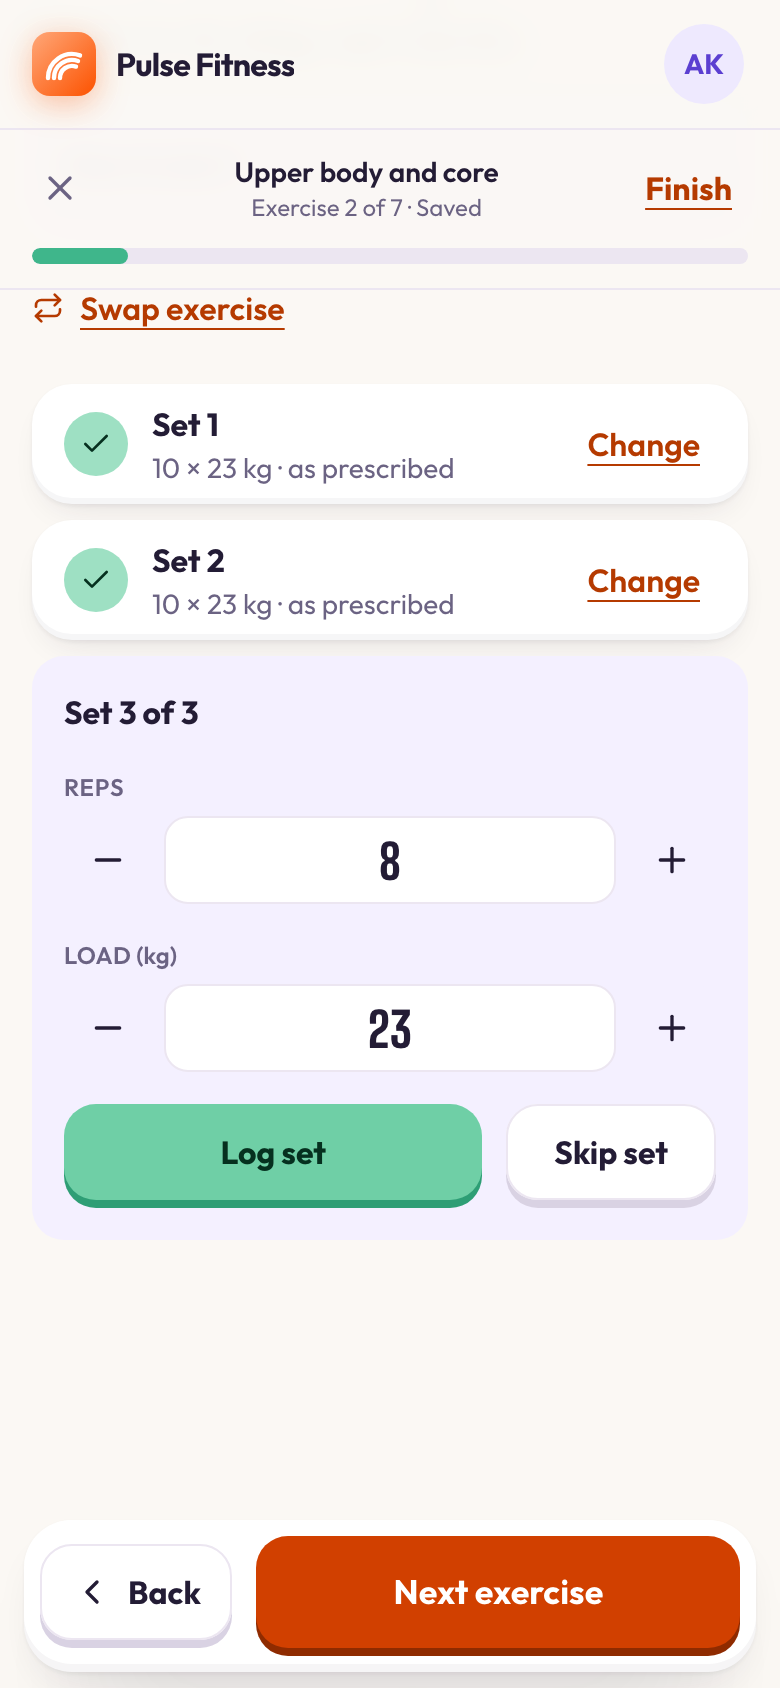 Pulse Fitness
AK
Upper body and core
Exercise 2 of 7 · Saved
Finish
Swap exercise
Set 1
10 × 23 kg · as prescribed
Change
Set 2
10 × 23 kg · as prescribed
Change
Set 3 of 3
REPS
8
LOAD (kg)
23
Log set
Skip set
Back
Next exercise